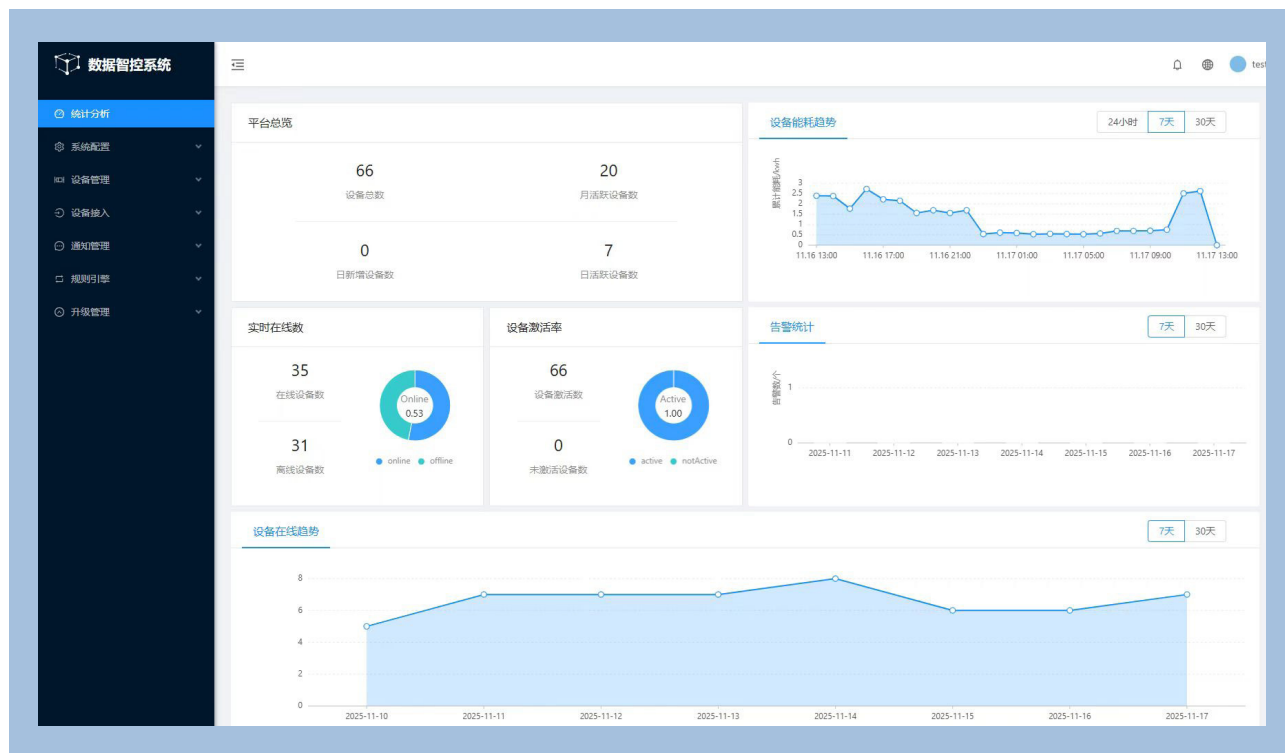 数据智控系统
test
统计分析
系统配置
设备管理
设备接入
通知管理
规则引擎
升级管理
平台总览
66
设备总数
20
月活跃设备数
0
日新增设备数
7
日活跃设备数
设备能耗趋势
24小时 7天 30天
累计能耗/kwh
3
2.5
2
1.5
1
0.5
0
11.16 13:00 11.16 17:00 11.16 21:00 11.17 01:00 11.17 05:00 11.17 09:00 11.17 13:00
实时在线数
35
在线设备数
31
离线设备数
Online
0.53
online offline
设备激活率
66
设备激活数
0
未激活设备数
Active
1.00
active notActive
告警统计
7天 30天
告警数/个
1
0
2025-11-11 2025-11-12 2025-11-13 2025-11-14 2025-11-15 2025-11-16 2025-11-17
设备在线趋势
7天 30天
8
6
4
2
0
2025-11-10 2025-11-11 2025-11-12 2025-11-13 2025-11-14 2025-11-15 2025-11-16 2025-11-17